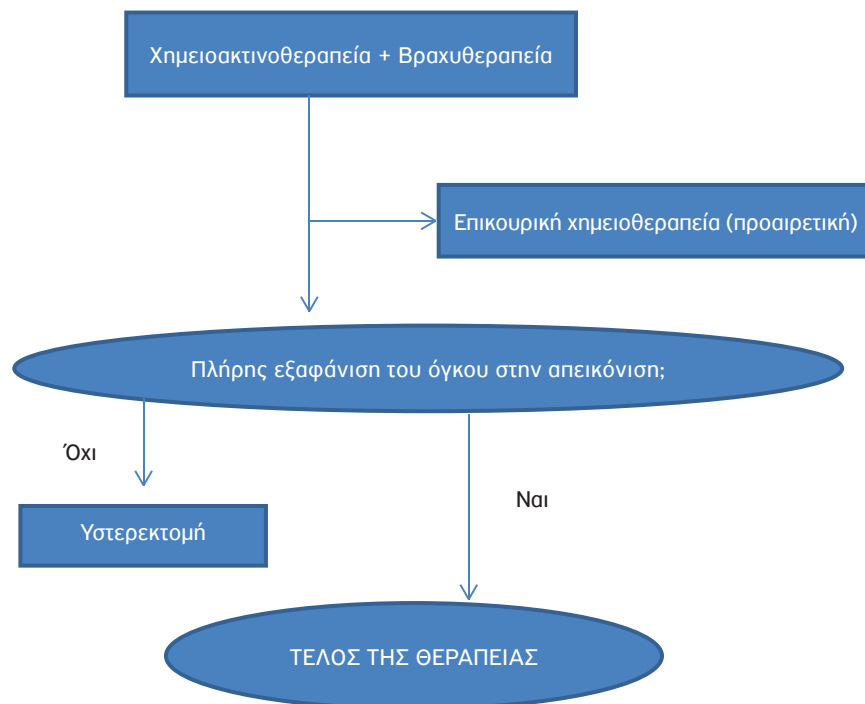 Χημειοακτινοθεραπεία + Βραχυθεραπεία
Επικουρική χημειοθεραπεία (προαιρετική)
Πλήρης εξαφάνιση του όγκου στην απεικόνιση;
Όχι
Ναι
Υστερεκτομή
ΤΕΛΟΣ ΤΗΣ ΘΕΡΑΠΕΙΑΣ